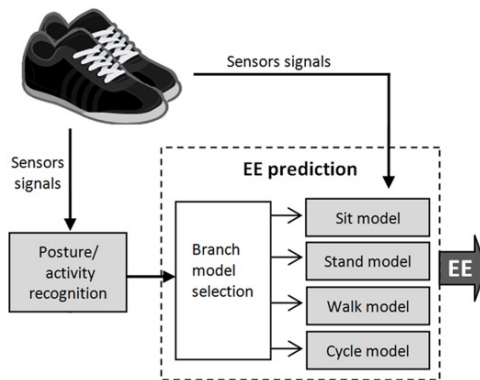 Sensors signals
Sensors
signals
EE prediction
Posture/
activity
recognition
Branch
model
selection
Sit model
Stand model
Walk model
Cycle model
EE